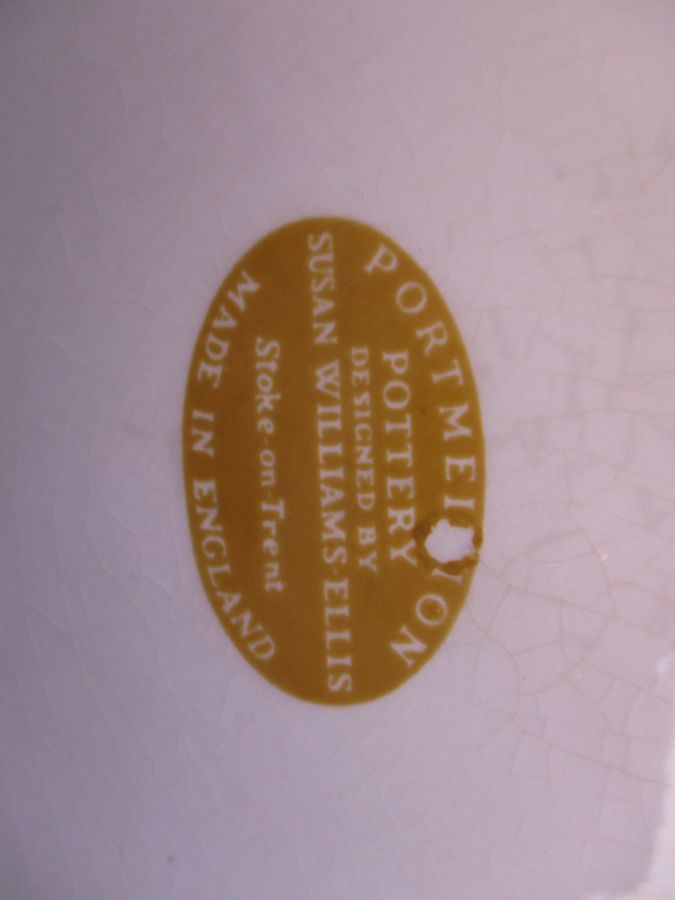 PORTMEIRION
POTTERY
DESIGNED BY
SUSAN WILLIAMS-ELLIS
Stoke-on-Trent
MADE IN ENGLAND